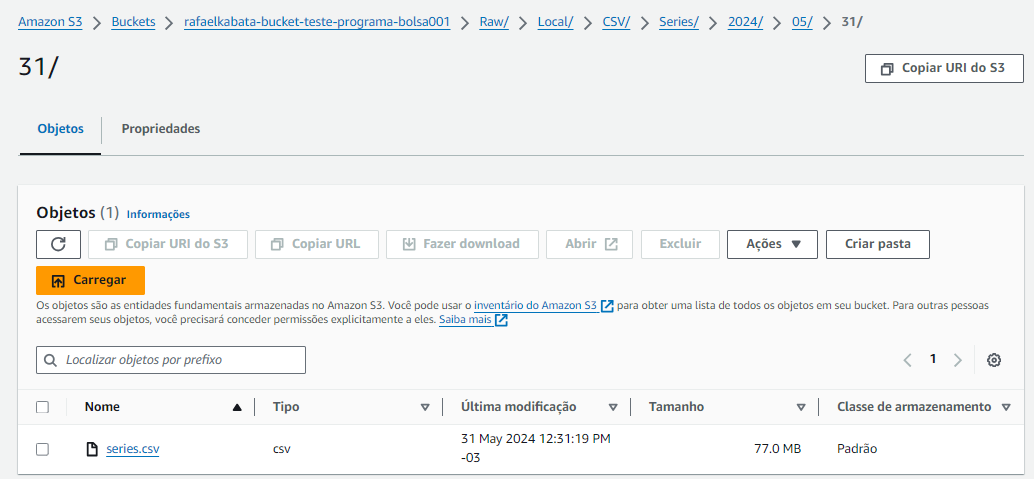 Amazon S3 > Buckets > rafaelkabata-bucket-teste-programa-bolsa001 > Raw/ > Local/ > CSV/ > Series/ > 2024/ > 05/ > 31/
31/
Copiar URI do S3
Objetos Propriedades
Objetos (1) Informações
Copiar URI do S3 Copiar URL Fazer download Abrir Excluir Ações Criar pasta
Carregar
Os objetos são as entidades fundamentais armazenadas no Amazon S3. Você pode usar o inventário do Amazon S3 para obter uma lista de todos os objetos em seu bucket. Para outras pessoas
acessarem seus objetos, você precisará conceder permissões explicitamente a eles. Saiba mais
Localizar objetos por prefixo
< 1 >
Nome Tipo Última modificação Tamanho Classe de armazenamento
series.csv csv 31 May 2024 12:31:19 PM 77.0 MB Padrão
-03